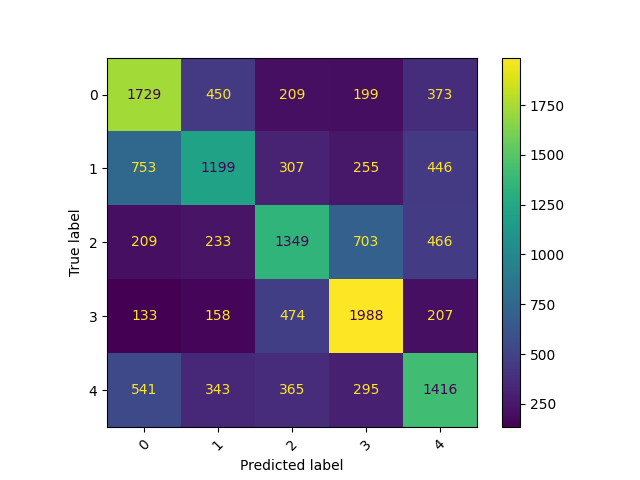 0 1729 450 209 199 373
1 753 1199 307 255 446
2 209 233 1349 703 466
3 133 158 474 1988 207
4 541 343 365 295 1416
0 1 2 3 4
Predicted label
True label
1750
1500
1250
1000
750
500
250